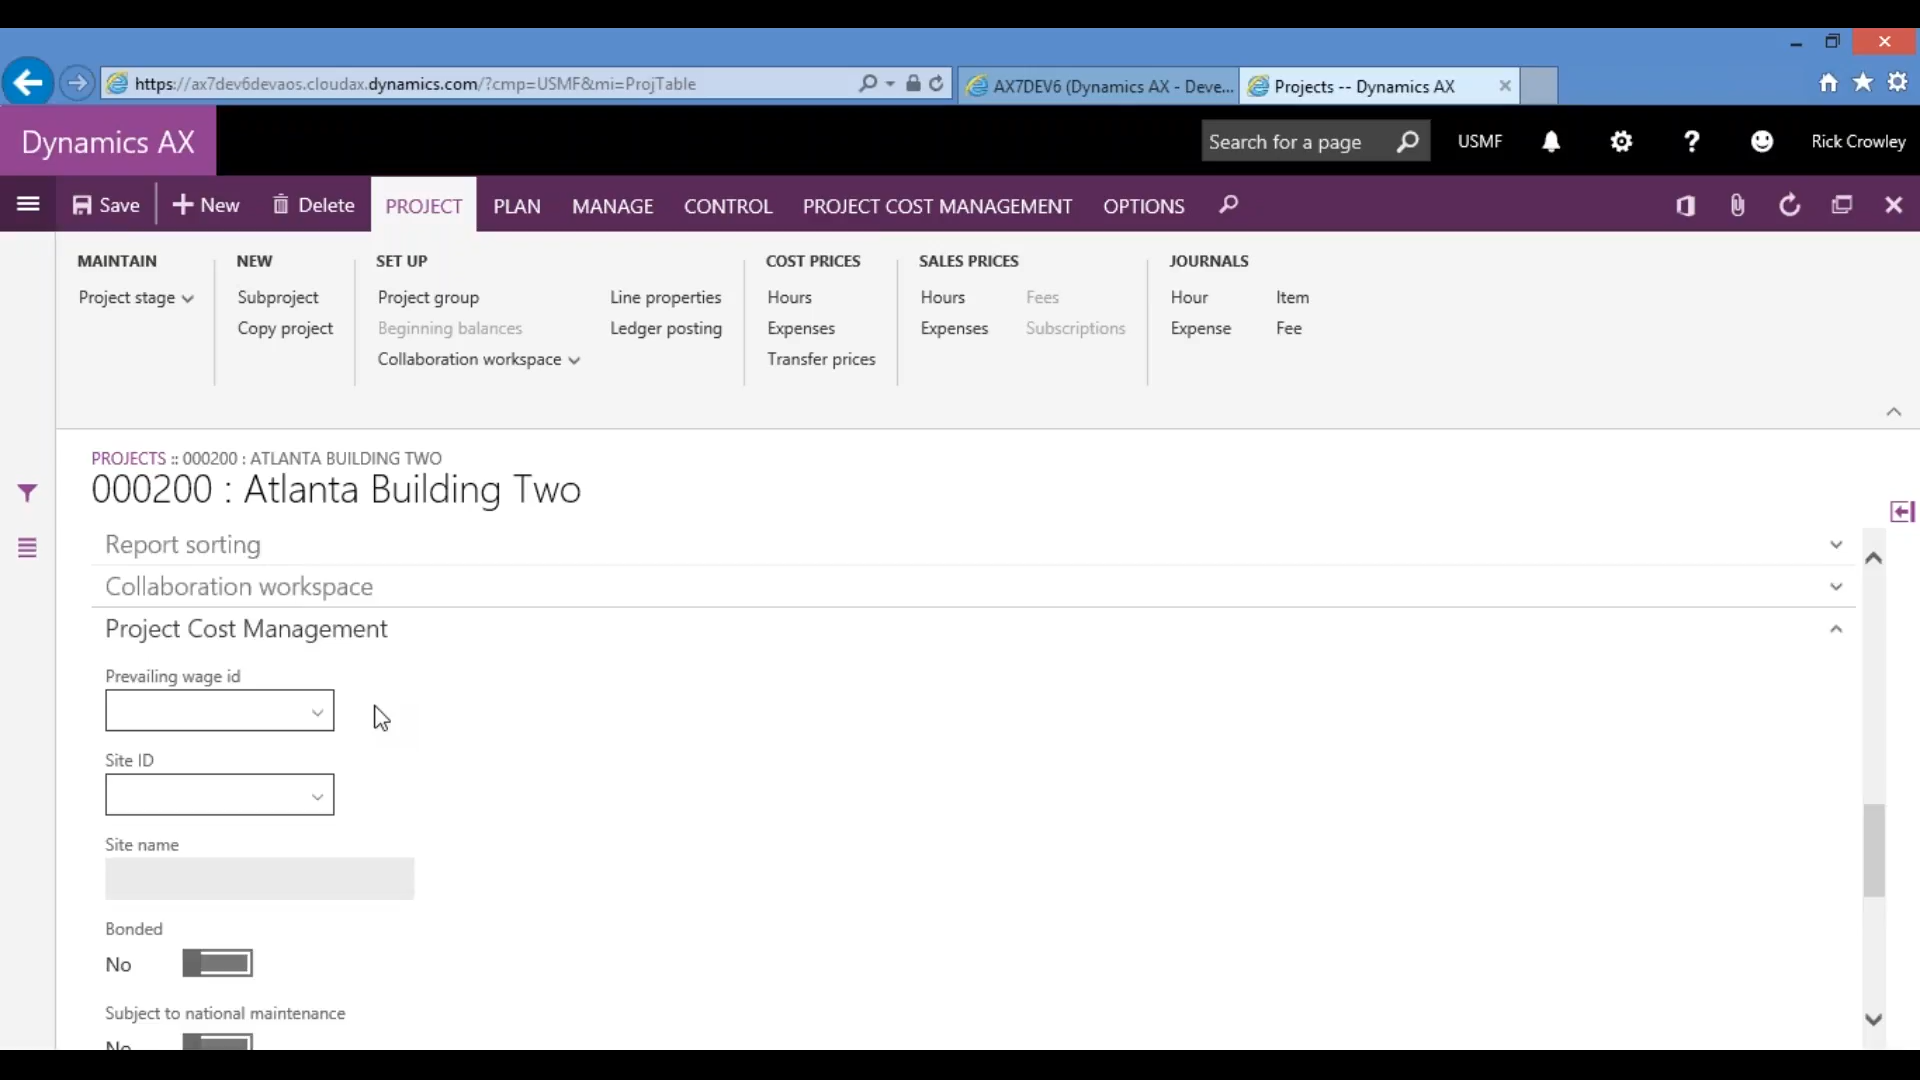 https://ax7dev6devaos.cloudax.dynamics.com/?cmp=USMF&mi=ProjTable
AX7DEV6 (Dynamics AX - Deve...
Projects -- Dynamics AX
Dynamics AX
Search for a page
USMF
Rick Crowley
Save
New
Delete
PROJECT
PLAN
MANAGE
CONTROL
PROJECT COST MANAGEMENT
OPTIONS
MAINTAIN
Project stage
NEW
Subproject
Copy project
SET UP
Project group
Beginning balances
Collaboration workspace
Line properties
Ledger posting
COST PRICES
Hours
Expenses
Transfer prices
SALES PRICES
Hours
Expenses
Fees
Subscriptions
JOURNALS
Hour
Expense
Item
Fee
PROJECTS :: 000200 : ATLANTA BUILDING TWO
000200 : Atlanta Building Two
Report sorting
Collaboration workspace
Project Cost Management
Prevailing wage id
Site ID
Site name
Bonded
No
Subject to national maintenance
No